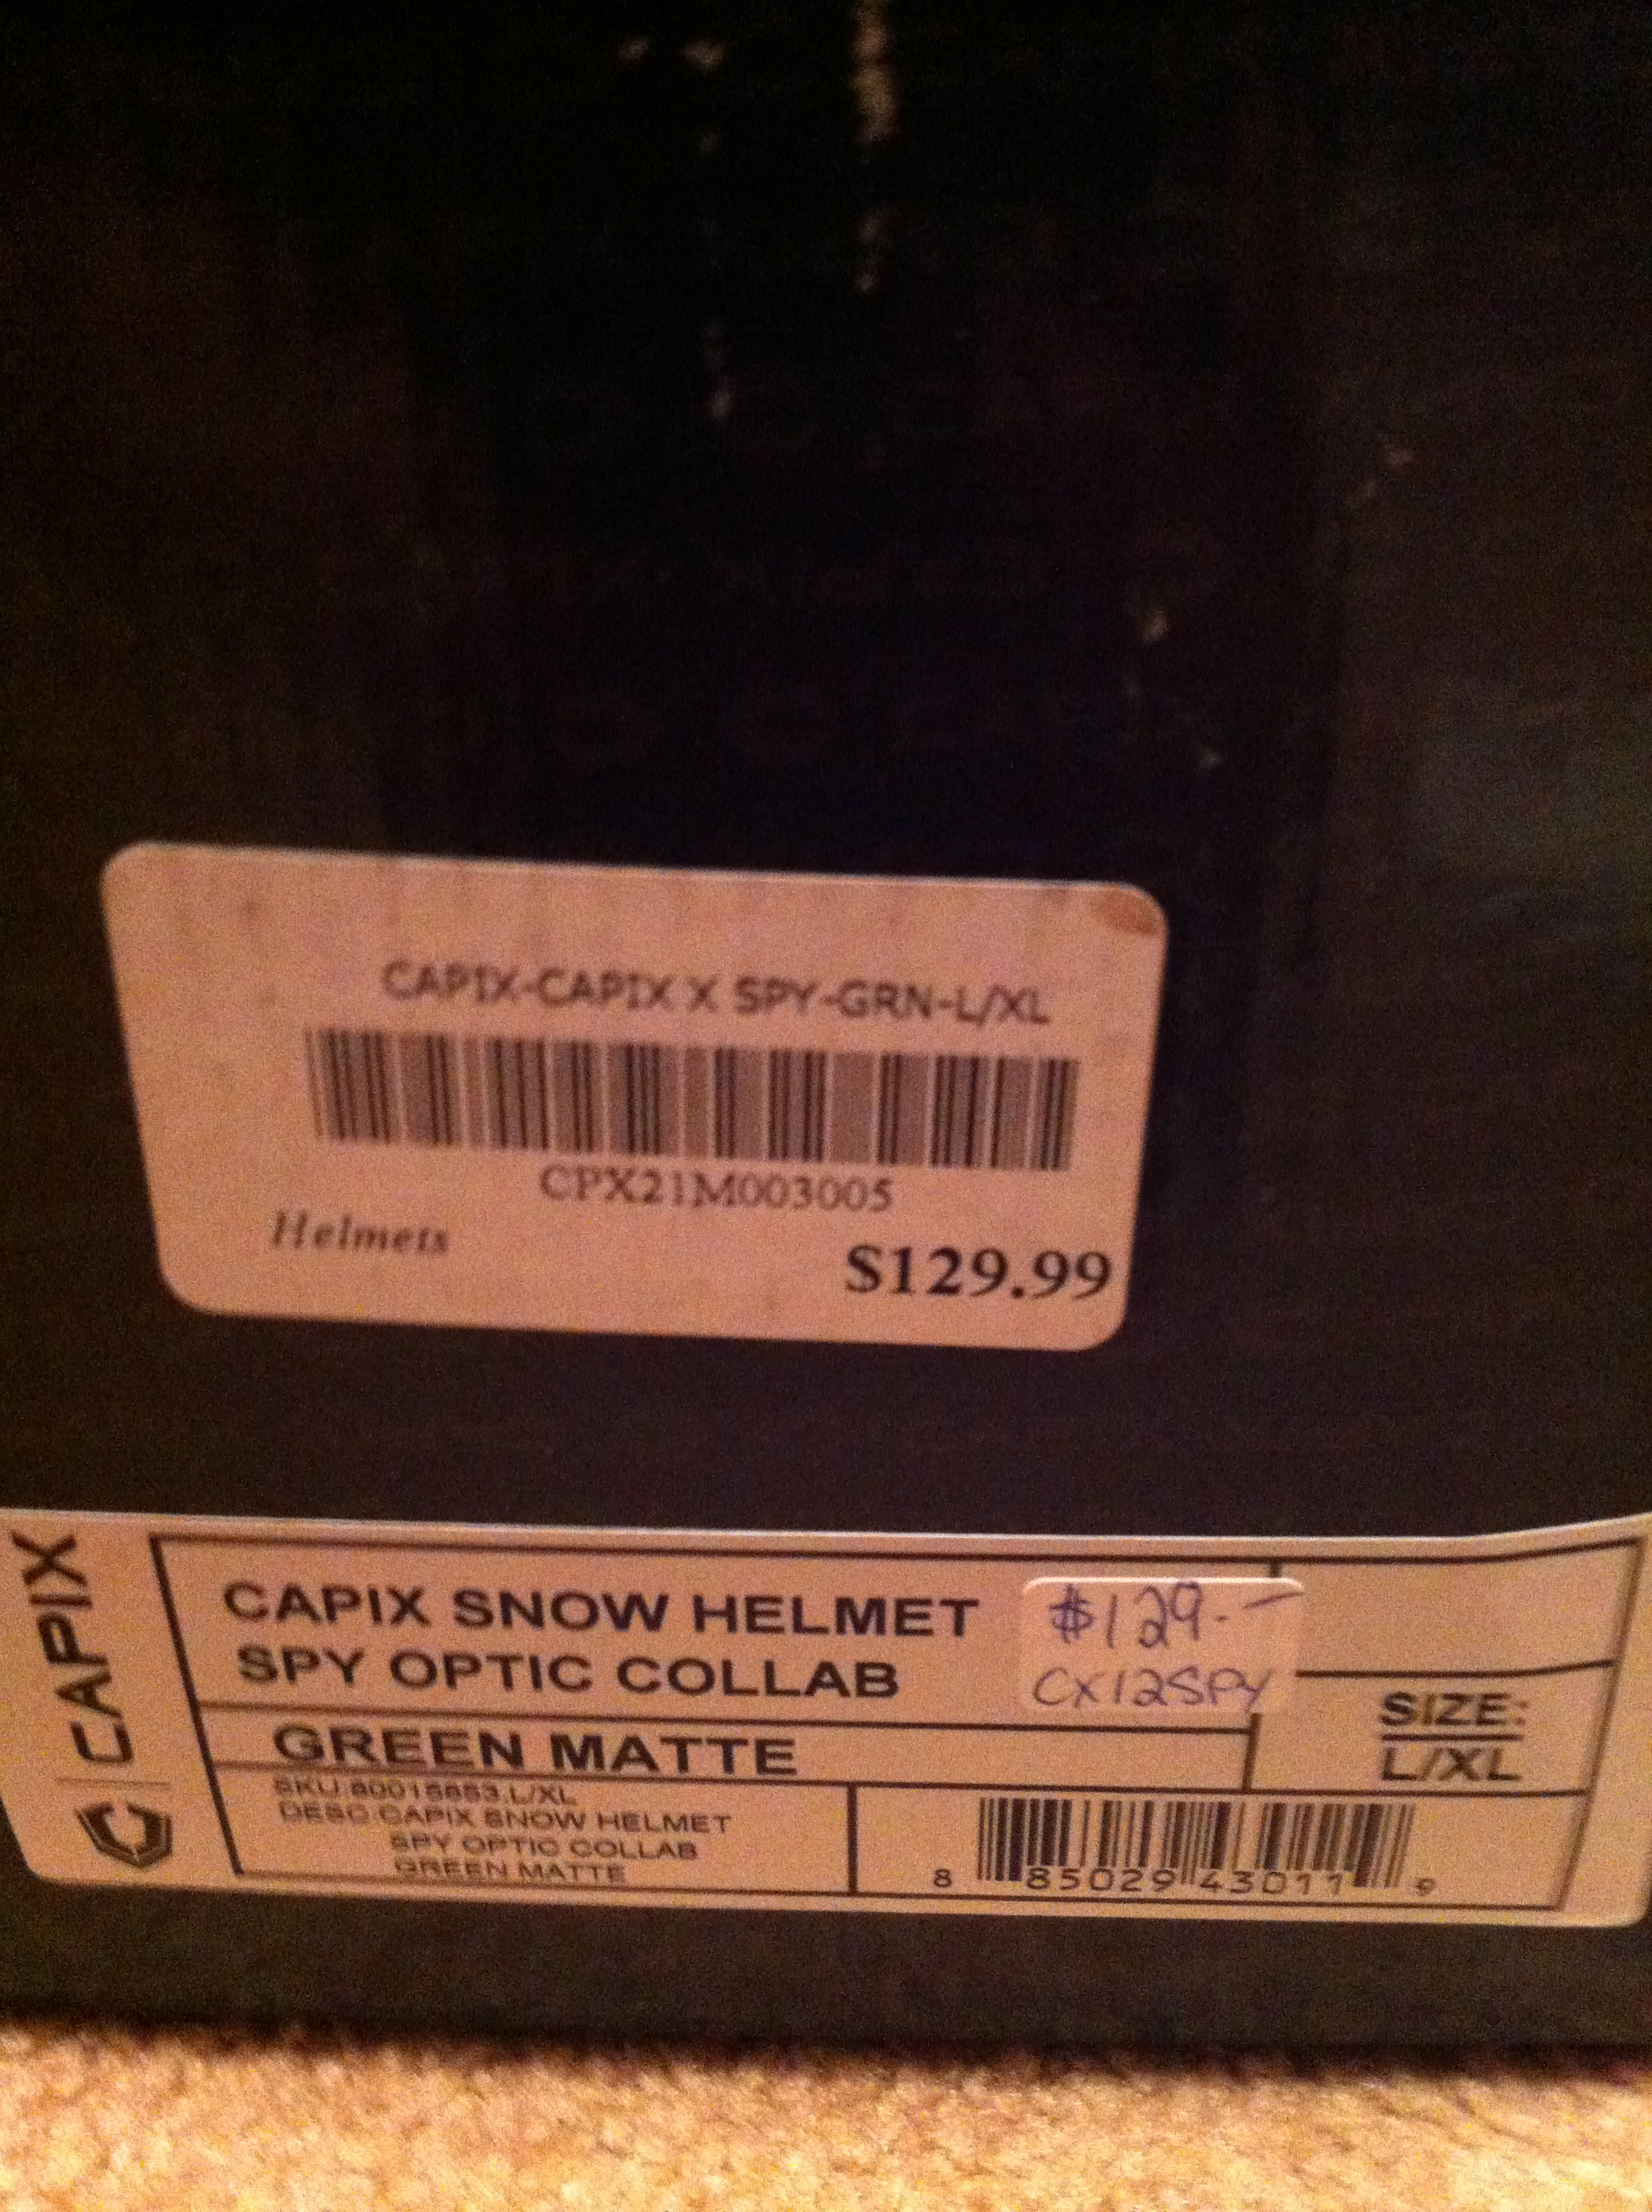 CAPIX-CAPIX X SPY-GRN-L/XL
CPX21M003005
Helmets
$129.99
CAPIX
CAPIX SNOW HELMET
SPY OPTIC COLLAB
$129.-
CX12SPY
GREEN MATTE
SIZE:
L/XL
DESC:CAPIX SNOW HELMET
SPY OPTIC COLLAB
GREEN MATTE
8 85029 43011 9